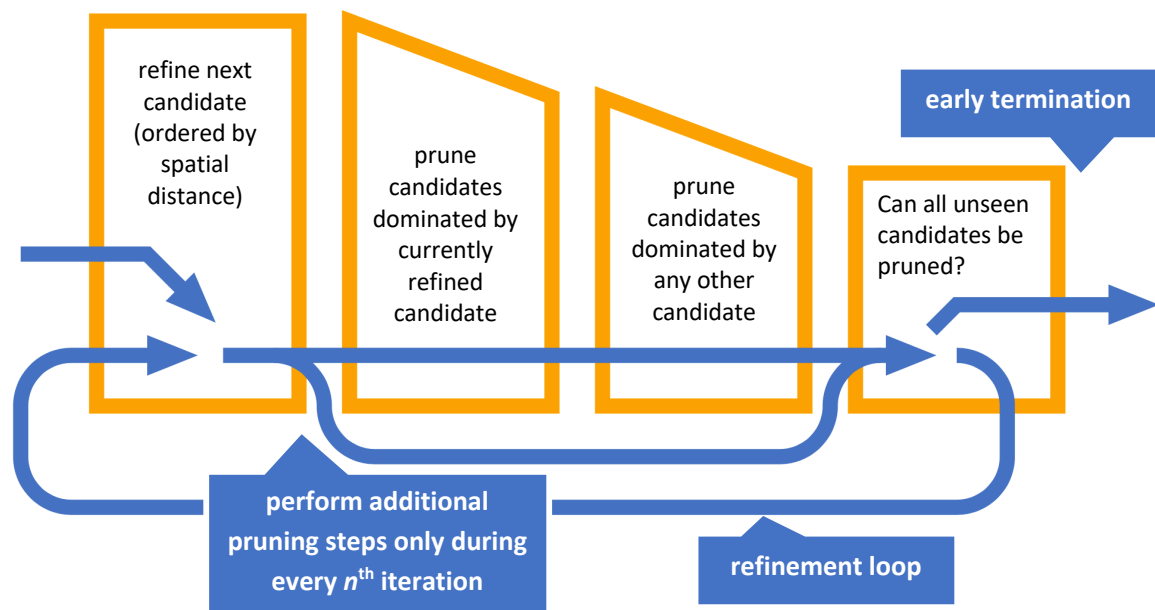 refine next
candidate
(ordered by
spatial
distance)
prune
candidates
dominated by
currently
refined
candidate
prune
candidates
dominated by
any other
candidate
early termination
Can all unseen
candidates be
pruned?
perform additional
pruning steps only during
every nth iteration
refinement loop